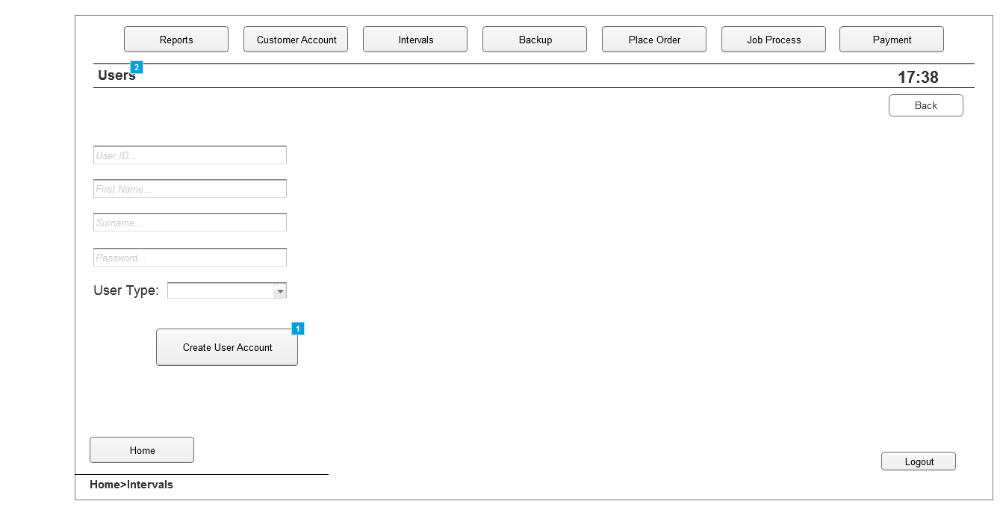 Reports
Customer Account
Intervals
Backup
Place Order
Job Process
Payment
2
Users
17:38
Back
User ID...
First Name...
Surname...
Password...
User Type:
1
Create User Account
Home
Logout
Home>Intervals